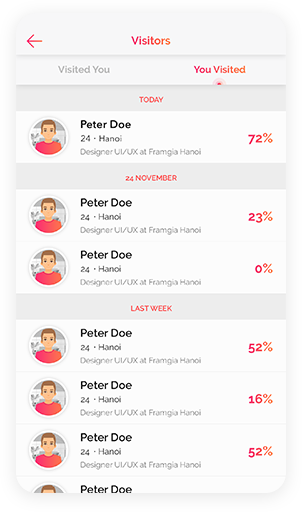 Visitors
Visited You
You Visited
TODAY
Peter Doe
24 • Hanoi
Designer UI/UX at Framgia Hanoi
72%
24 NOVEMBER
Peter Doe
24 • Hanoi
Designer UI/UX at Framgia Hanoi
23%
Peter Doe
24 • Hanoi
Designer UI/UX at Framgia Hanoi
0%
LAST WEEK
Peter Doe
24 • Hanoi
Designer UI/UX at Framgia Hanoi
52%
Peter Doe
24 • Hanoi
Designer UI/UX at Framgia Hanoi
16%
Peter Doe
24 • Hanoi
Designer UI/UX at Framgia Hanoi
52%
Peter Doe